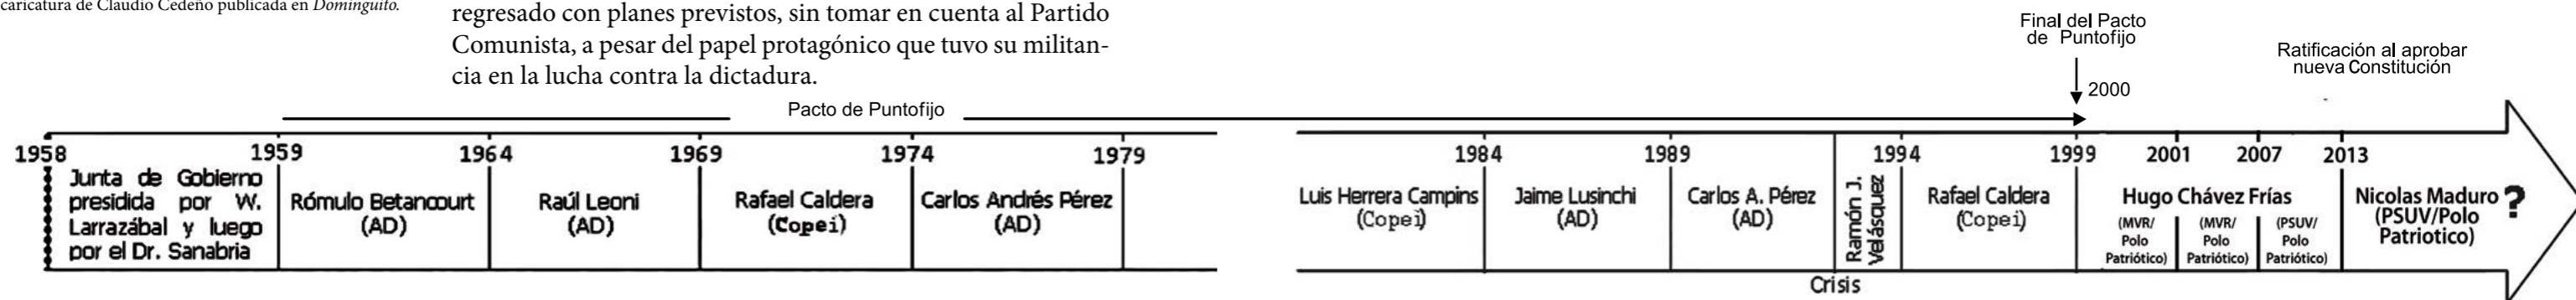 caricatura de Claudio Cedeño publicada en Dominguito.
regresado con planes previstos, sin tomar en cuenta al Partido
Comunista, a pesar del papel protagónico que tuvo su militan-
cia en la lucha contra la dictadura.
Final del Pacto
de Puntofijo
2000
Ratificación al aprobar
nueva Constitución
Pacto de Puntofijo
1958
1959
1964
1969
1974
1979
1984
1989
1994
1999
2001
2007
2013
Junta de Gobierno
presidida por W.
Larrazábal y luego
por el Dr. Sanabria
Rómulo Betancourt
(AD)
Raúl Leoni
(AD)
Rafael Caldera
(Copei)
Carlos Andrés Pérez
(AD)
Luis Herrera Campins
(Copei)
Jaime Lusinchi
(AD)
Carlos A. Pérez
(AD)
Ramón J.
Velásquez
Rafael Caldera
(Copei)
Hugo Chávez Frías
(MVR/
Polo
Patriótico)
(MVR/
Polo
Patriótico)
(PSUV/
Polo
Patriótico)
Nicolas Maduro ?
(PSUV/Polo
Patriotico)
Crisis